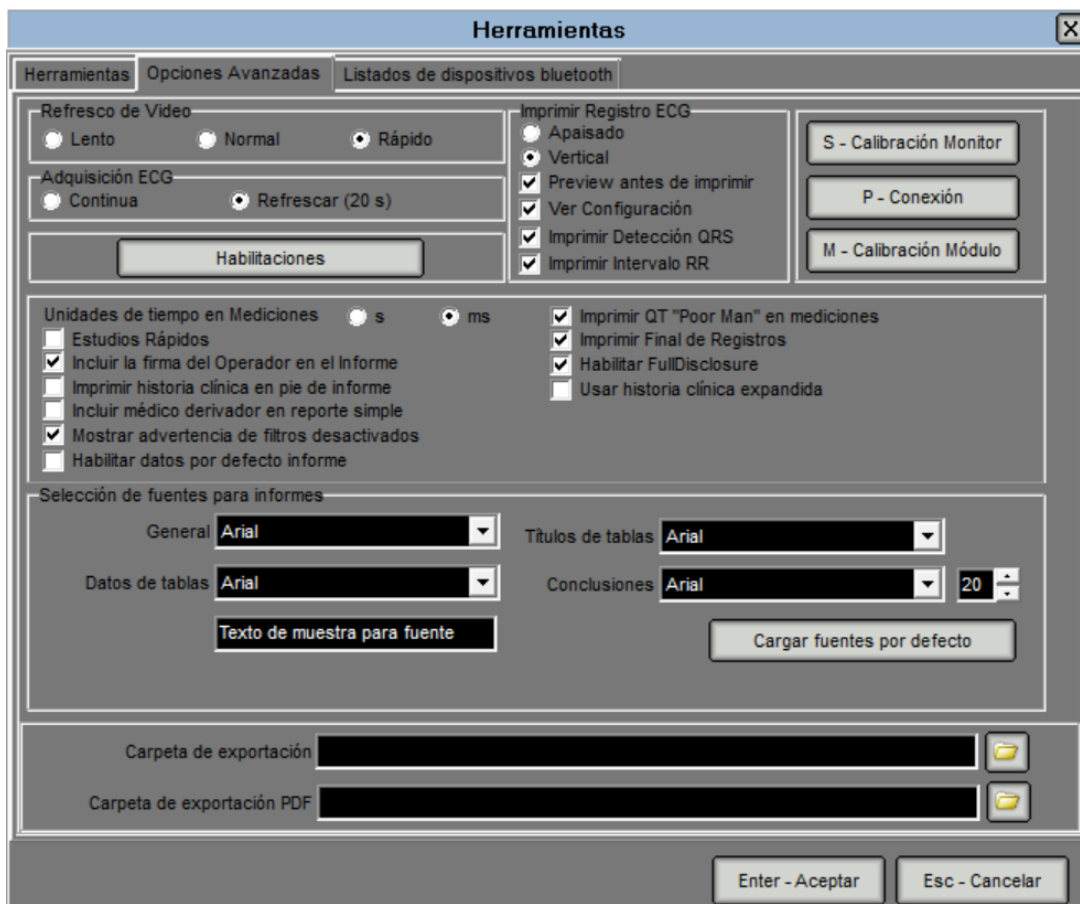 Herramientas
Herramientas
Opciones Avanzadas
Listados de dispositivos bluetooth
Refresco de Video
Lento
Normal
Rápido
Adquisición ECG
Continua
Refrescar (20 s)
Habilitaciones
Imprimir Registro ECG
Apaisado
Vertical
Preview antes de imprimir
Ver Configuración
Imprimir Detección QRS
Imprimir Intervalo RR
S - Calibración Monitor
P - Conexión
M - Calibración Módulo
Unidades de tiempo en Mediciones
s
ms
Estudios Rápidos
Incluir la firma del Operador en el Informe
Imprimir historia clínica en pie de informe
Incluir médico derivador en reporte simple
Mostrar advertencia de filtros desactivados
Habilitar datos por defecto informe
Imprimir QT "Poor Man" en mediciones
Imprimir Final de Registros
Habilitar FullDisclosure
Usar historia clínica expandida
Selección de fuentes para informes
General
Arial
Títulos de tablas
Arial
Datos de tablas
Arial
Conclusiones
Arial
20
Texto de muestra para fuente
Cargar fuentes por defecto
Carpeta de exportación
Carpeta de exportación PDF
Enter - Aceptar
Esc - Cancelar